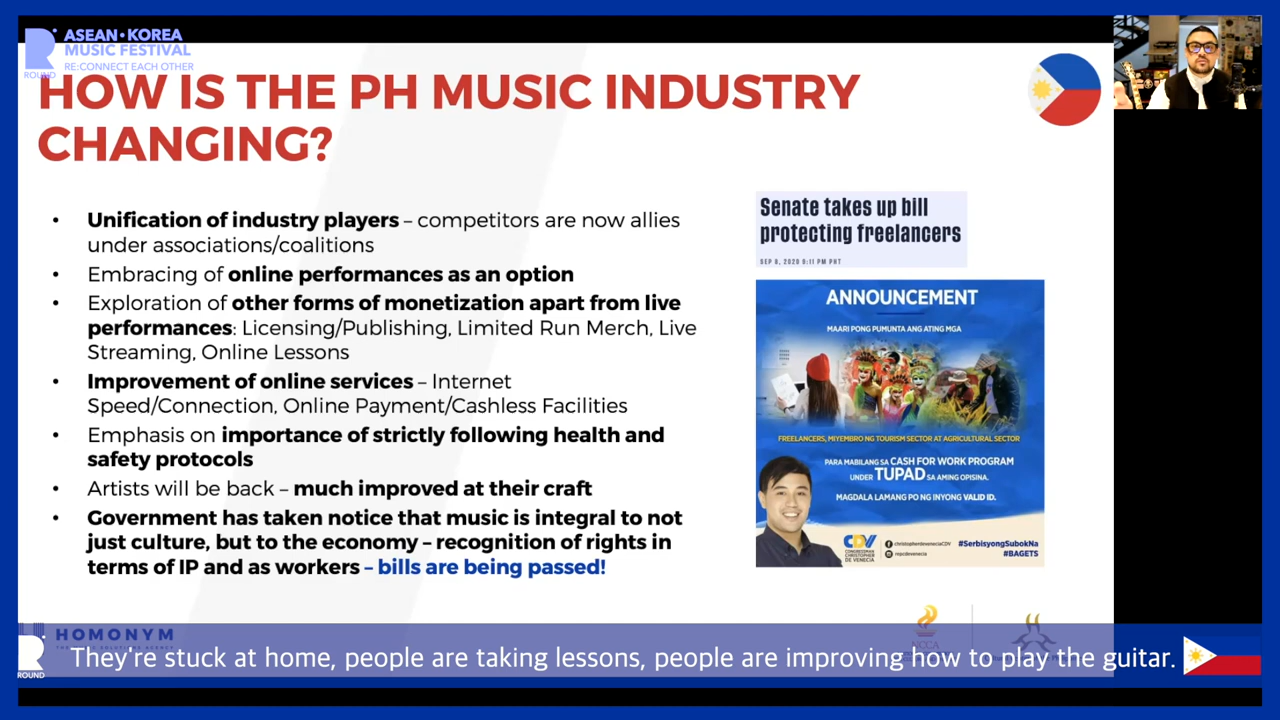 ASEAN•KOREA
MUSIC FESTIVAL
RE:CONNECT EACH OTHER
ROUND
HOW IS THE PH MUSIC INDUSTRY
CHANGING?
• Unification of industry players – competitors are now allies
under associations/coalitions
• Embracing of online performances as an option
• Exploration of other forms of monetization apart from live
performances: Licensing/Publishing, Limited Run Merch, Live
Streaming, Online Lessons
• Improvement of online services – Internet
Speed/Connection, Online Payment/Cashless Facilities
• Emphasis on importance of strictly following health and
safety protocols
• Artists will be back – much improved at their craft
• Government has taken notice that music is integral to not
just culture, but to the economy – recognition of rights in
terms of IP and as workers – bills are being passed!
Senate takes up bill
protecting freelancers
SEP 8, 2020 8:11 PM PHT
ANNOUNCEMENT
MAARI PONG PUMUNTA ANG ATING MGA
FREELANCERS, MIYEMBRO NG TOURISM SECTOR AT AGRICULTURAL SECTOR
PARA MABILANG SA CASH FOR WORK PROGRAM
UNDER TUPAD SA AMING OPISINA.
MAGDALA LAMANG PO NG INYONG VALID ID.
CDV
CONGRESSMAN
CHRISTOPHER
DE VENECIA
christopherdeveneciaCDV
repcdevenecia
#SerbisyongSubokNa
#BAGETS
HOMONYM
NCCA
They're stuck at home, people are taking lessons, people are improving how to play the guitar.
ROUND